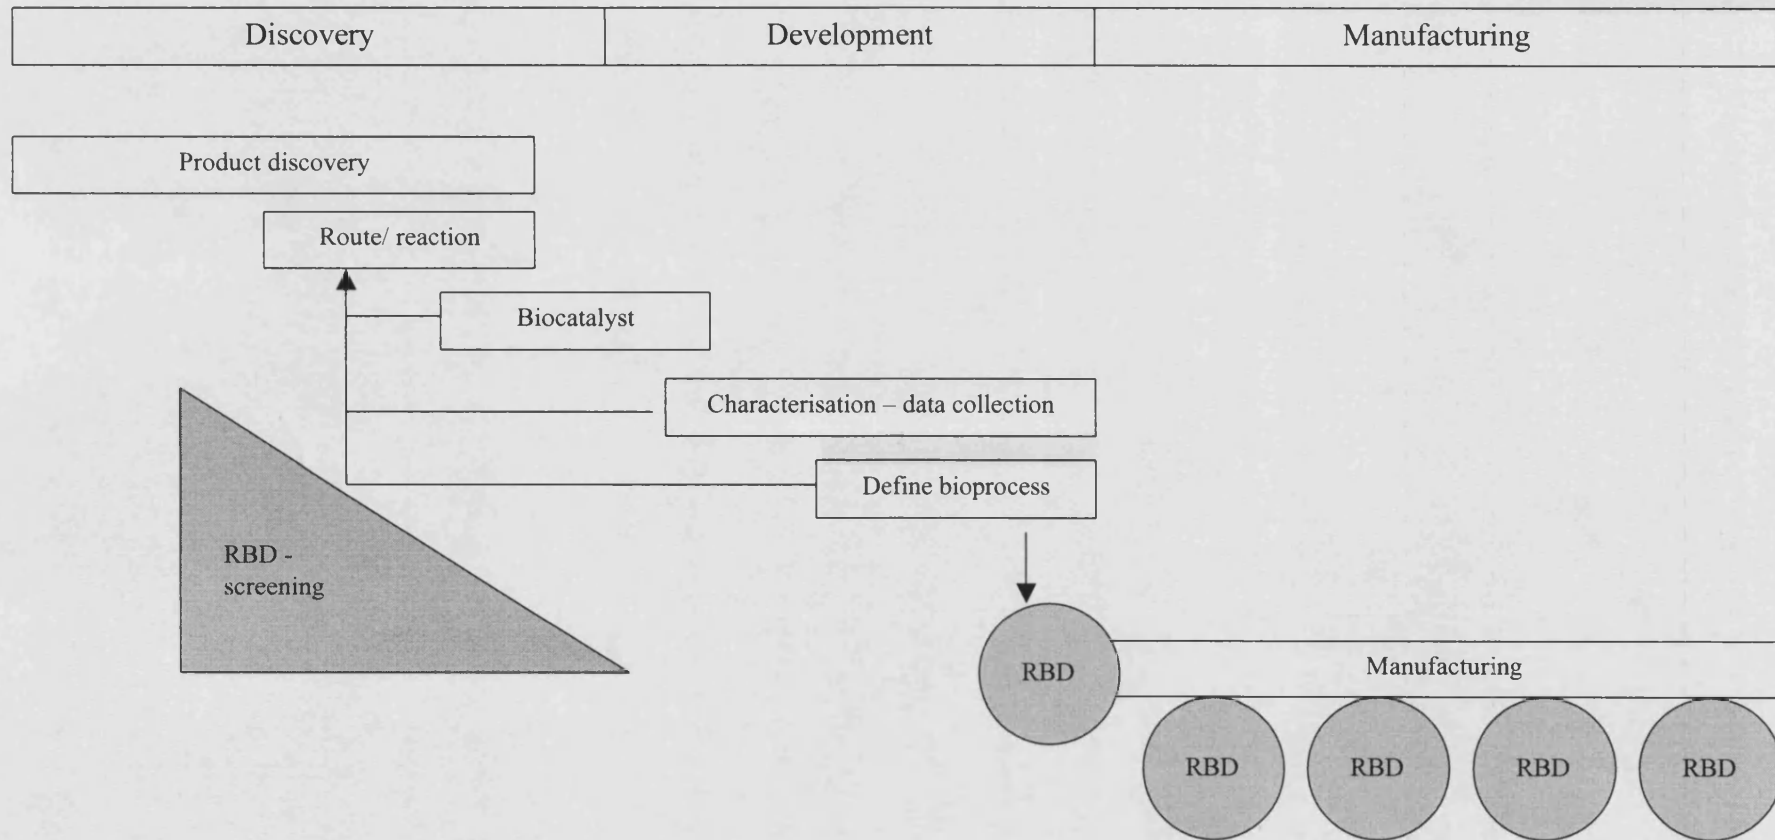 Discovery
Development
Manufacturing
Product discovery
Route/ reaction
Biocatalyst
Characterisation – data collection
Define bioprocess
RBD -
screening
RBD
Manufacturing
RBD
RBD
RBD
RBD